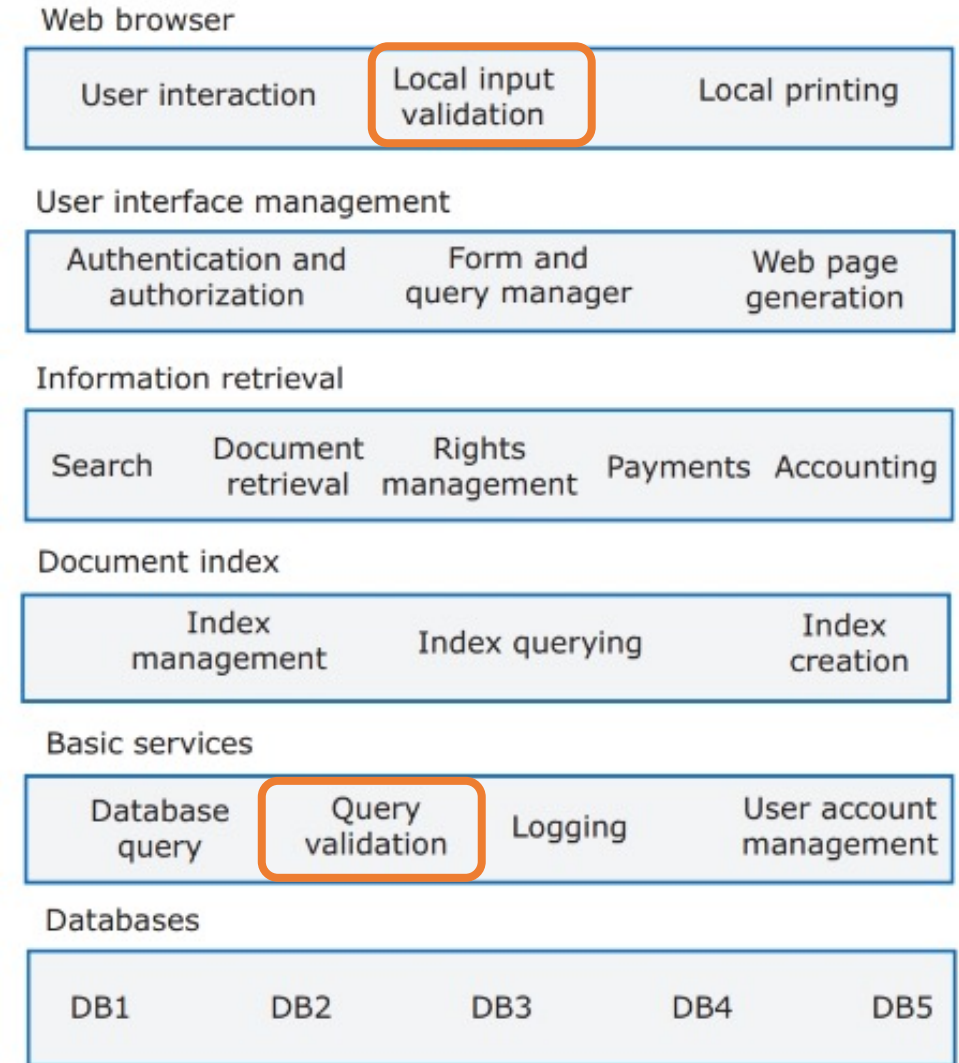 Web browser
User interaction
Local input
validation
Local printing
User interface management
Authentication and
authorization
Form and
query manager
Web page
generation
Information retrieval
Search
Document
retrieval
Rights
management
Payments
Accounting
Document index
Index
management
Index querying
Index
creation
Basic services
Database
query
Query
validation
Logging
User account
management
Databases
DB1
DB2
DB3
DB4
DB5